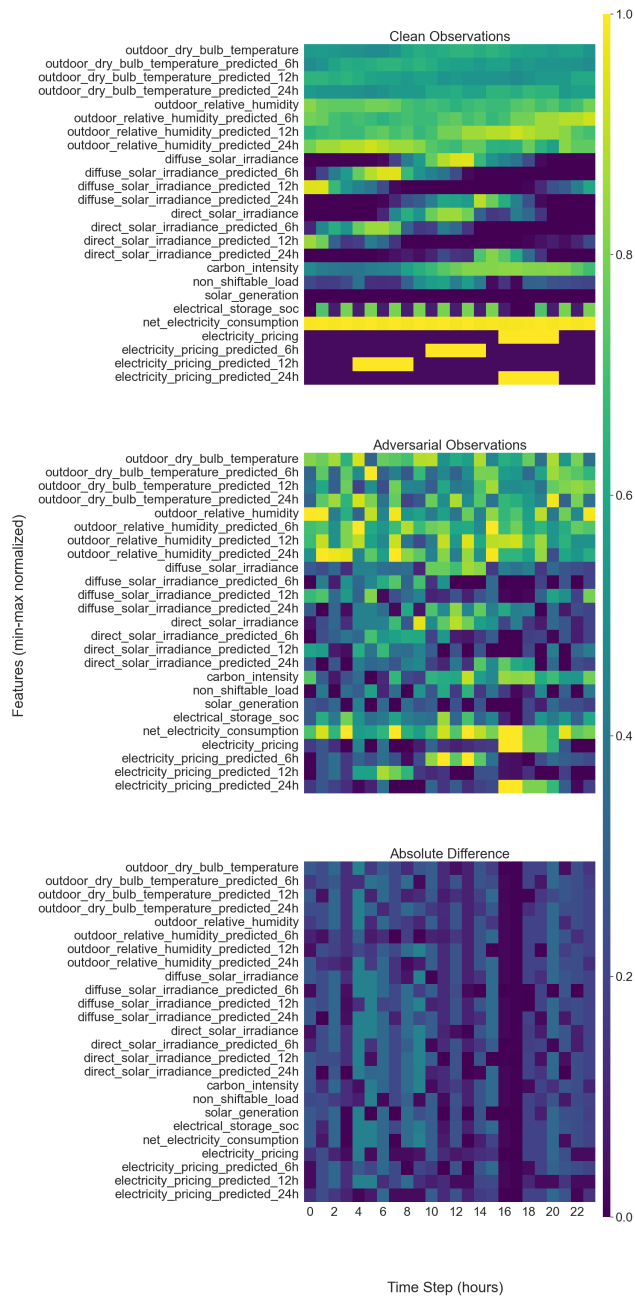 Clean Observations
outdoor_dry_bulb_temperature
outdoor_dry_bulb_temperature_predicted_6h
outdoor_dry_bulb_temperature_predicted_12h
outdoor_dry_bulb_temperature_predicted_24h
outdoor_relative_humidity
outdoor_relative_humidity_predicted_6h
outdoor_relative_humidity_predicted_12h
outdoor_relative_humidity_predicted_24h
diffuse_solar_irradiance
diffuse_solar_irradiance_predicted_6h
diffuse_solar_irradiance_predicted_12h
diffuse_solar_irradiance_predicted_24h
direct_solar_irradiance
direct_solar_irradiance_predicted_6h
direct_solar_irradiance_predicted_12h
direct_solar_irradiance_predicted_24h
carbon_intensity
non_shiftable_load
solar_generation
electrical_storage_soc
net_electricity_consumption
electricity_pricing
electricity_pricing_predicted_6h
electricity_pricing_predicted_12h
electricity_pricing_predicted_24h
Adversarial Observations
outdoor_dry_bulb_temperature
outdoor_dry_bulb_temperature_predicted_6h
outdoor_dry_bulb_temperature_predicted_12h
outdoor_dry_bulb_temperature_predicted_24h
outdoor_relative_humidity
outdoor_relative_humidity_predicted_6h
outdoor_relative_humidity_predicted_12h
outdoor_relative_humidity_predicted_24h
diffuse_solar_irradiance
diffuse_solar_irradiance_predicted_6h
diffuse_solar_irradiance_predicted_12h
diffuse_solar_irradiance_predicted_24h
direct_solar_irradiance
direct_solar_irradiance_predicted_6h
direct_solar_irradiance_predicted_12h
direct_solar_irradiance_predicted_24h
carbon_intensity
non_shiftable_load
solar_generation
electrical_storage_soc
net_electricity_consumption
electricity_pricing
electricity_pricing_predicted_6h
electricity_pricing_predicted_12h
electricity_pricing_predicted_24h
Absolute Difference
outdoor_dry_bulb_temperature
outdoor_dry_bulb_temperature_predicted_6h
outdoor_dry_bulb_temperature_predicted_12h
outdoor_dry_bulb_temperature_predicted_24h
outdoor_relative_humidity
outdoor_relative_humidity_predicted_6h
outdoor_relative_humidity_predicted_12h
outdoor_relative_humidity_predicted_24h
diffuse_solar_irradiance
diffuse_solar_irradiance_predicted_6h
diffuse_solar_irradiance_predicted_12h
diffuse_solar_irradiance_predicted_24h
direct_solar_irradiance
direct_solar_irradiance_predicted_6h
direct_solar_irradiance_predicted_12h
direct_solar_irradiance_predicted_24h
carbon_intensity
non_shiftable_load
solar_generation
electrical_storage_soc
net_electricity_consumption
electricity_pricing
electricity_pricing_predicted_6h
electricity_pricing_predicted_12h
electricity_pricing_predicted_24h
0 2 4 6 8 10 12 14 16 18 20 22
Time Step (hours)
Features (min-max normalized)
1.0
0.8
0.6
0.4
0.2
0.0